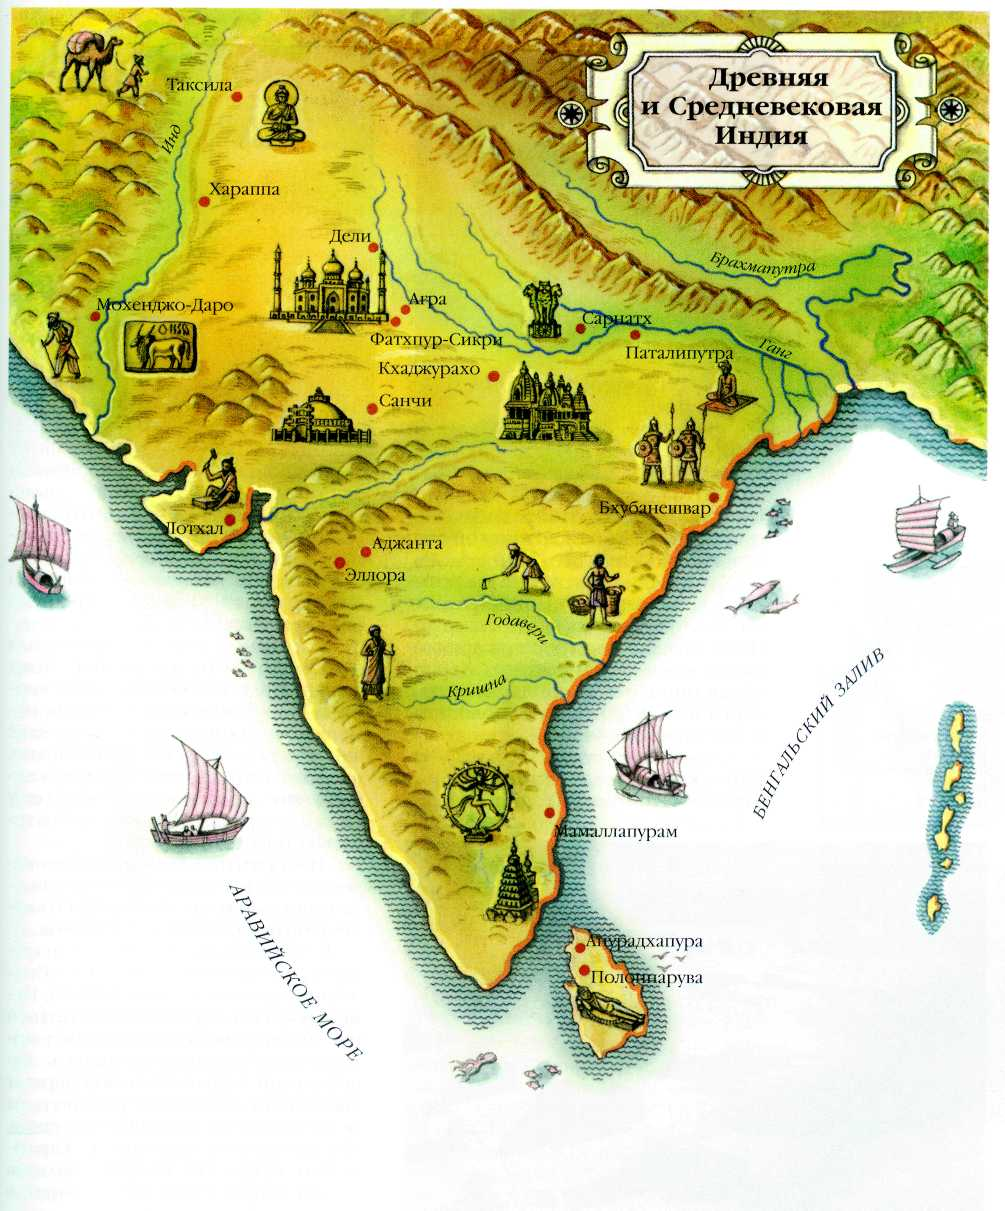 Древняя
и Средневековая
Индия
Таксила
Инд
Хараппа
Дели
Брахмапутра
Мохенджо-Даро
Агра
Сарнатх
Фатхпур-Сикри
Паталипутра
Ганг
Кхаджурахо
Санчи
Бхубанешвар
Лотхал
Аджанта
Эллора
Годавери
Кришна
БЕНГАЛЬСКИЙ ЗАЛИВ
Мамаллапурам
АРАВИЙСКОЕ МОРЕ
Анурадхапура
Полоннарува